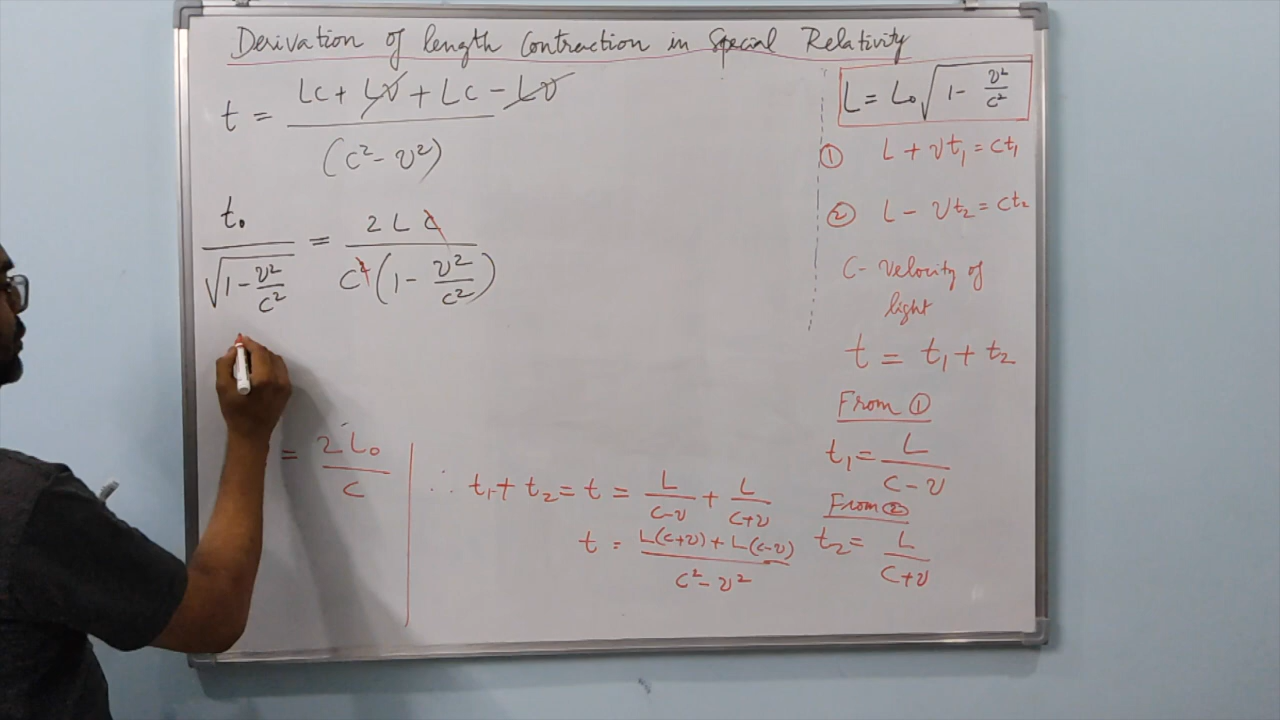 Derivation of length Contraction in Special Relativity
t = (Lc + Lv + Lc - Lv) / (c² - v²)
t₀ / √(1 - v²/c²) = 2Lc / c²(1 - v²/c²)
= 2L₀ / c
∴ t₁ + t₂ = t = L/(c-v) + L/(c+v)
t = (L(c+v) + L(c-v)) / (c² - v²)
L = L₀ √(1 - v²/c²)
① L + vt₁ = ct₁
② L - vt₂ = ct₂
C - Velocity of
light
t = t₁ + t₂
From ①
t₁ = L/(c-v)
From ②
t₂ = L/(c+v)